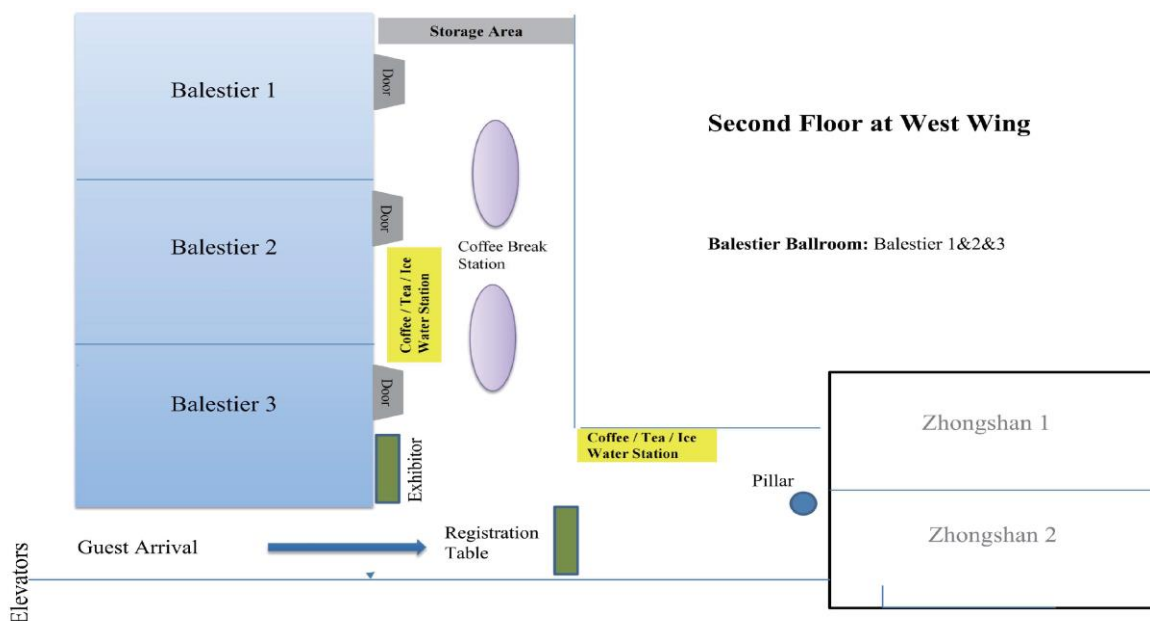 Storage Area
Balestier 1
Door
Second Floor at West Wing
Balestier 2
Door
Coffee Break
Station
Balestier Ballroom: Balestier 1&2&3
Coffee / Tea / Ice
Water Station
Balestier 3
Door
Zhongshan 1
Coffee / Tea / Ice
Water Station
Exhibitor
Pillar
Guest Arrival
Registration
Table
Zhongshan 2
Elevators